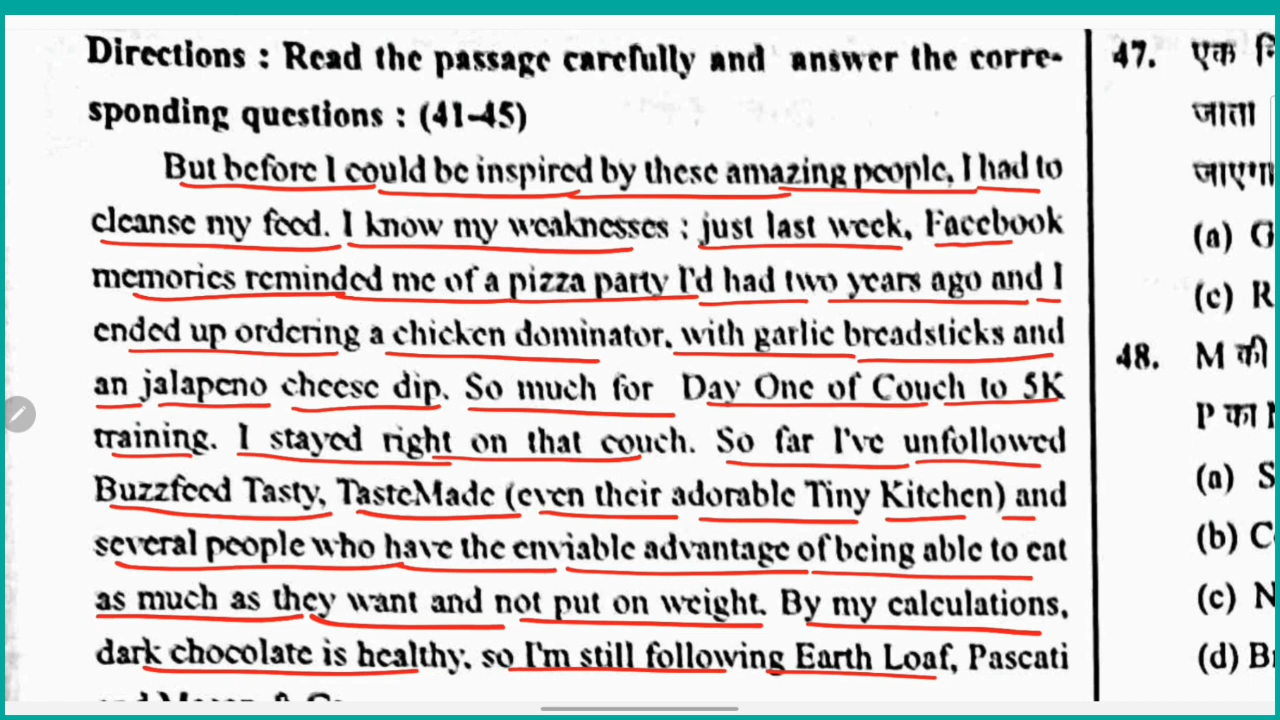 Directions : Read the passage carefully and answer the corre-
sponding questions : (41-45)
But before I could be inspired by these amazing people, I had to
cleanse my feed. I know my weaknesses : just last week, Facebook
memories reminded me of a pizza party I'd had two years ago and I
ended up ordering a chicken dominator, with garlic breadsticks and
an jalapeno cheese dip. So much for Day One of Couch to 5K
training. I stayed right on that couch. So far I've unfollowed
Buzzfeed Tasty, TasteMade (even their adorable Tiny Kitchen) and
several people who have the enviable advantage of being able to eat
as much as they want and not put on weight. By my calculations,
dark chocolate is healthy, so I'm still following Earth Loaf, Pascati
47. एक
जाता
जाएगा
(a) G
(c) R
48. M की
P का
(a) S
(b) C
(c) N
(d) B